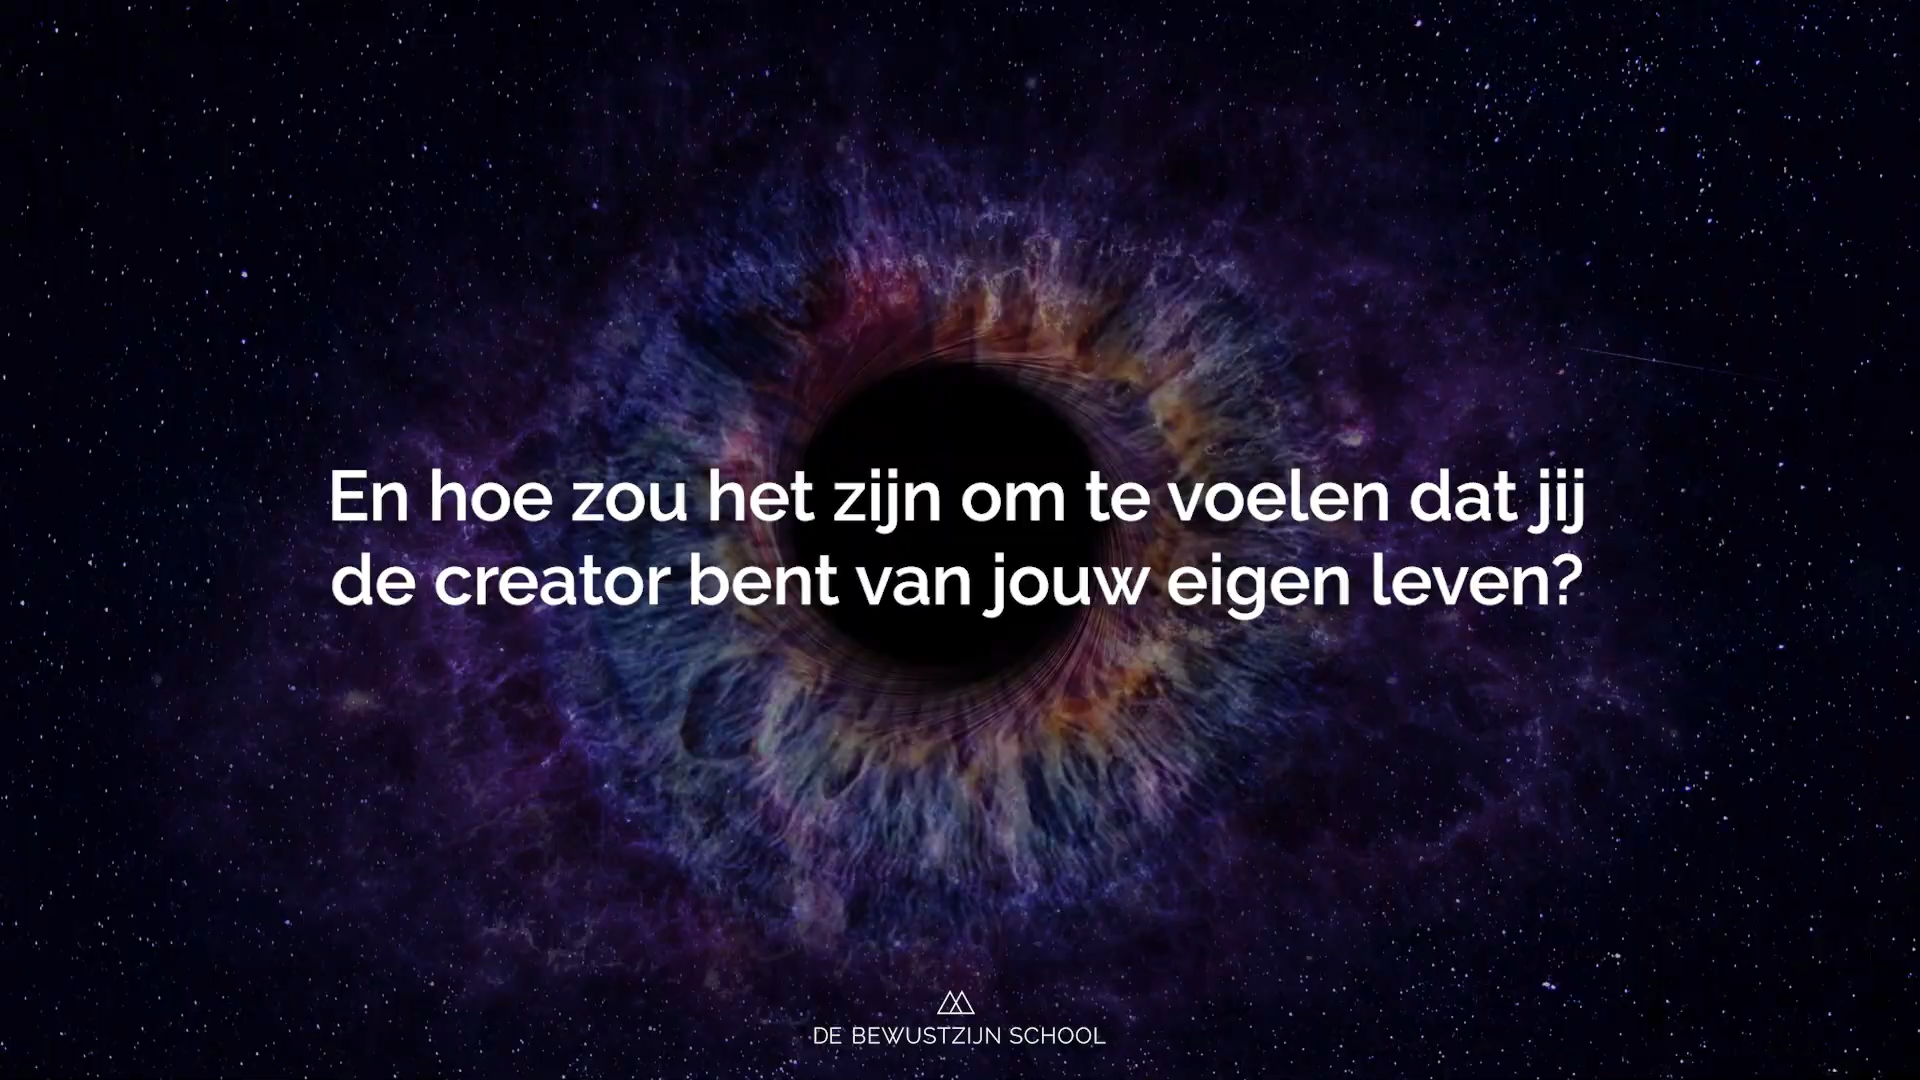 En hoe zou het zijn om te voelen dat jij
de creator bent van jouw eigen leven?
DE BEWUSTZIJN SCHOOL